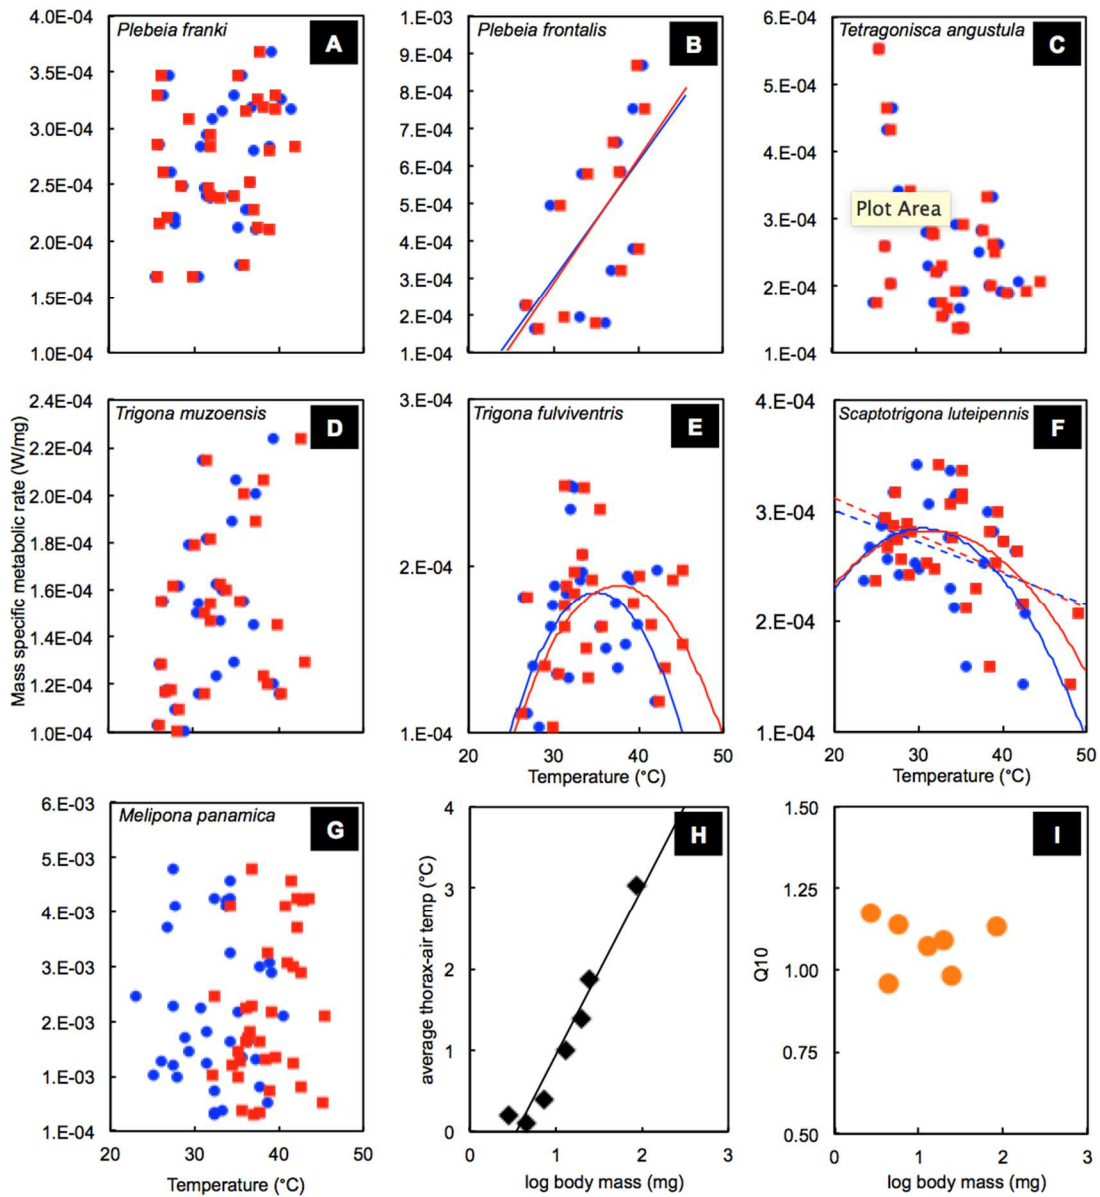 4.0E-04
3.5E-04
3.0E-04
2.5E-04
2.0E-04
1.5E-04
1.0E-04
Plebeia franki
A
1.E-03
9.E-04
8.E-04
7.E-04
6.E-04
5.E-04
4.E-04
3.E-04
2.E-04
1.E-04
Plebeia frontalis
B
6.E-04
5.E-04
4.E-04
3.E-04
2.E-04
1.E-04
Tetragonisca angustula
C
Plot Area
Mass specific metabolic rate (W/mg)
2.4E-04
2.2E-04
2.0E-04
1.8E-04
1.6E-04
1.4E-04
1.2E-04
1.0E-04
Trigona muzoensis
D
3.E-04
2.E-04
1.E-04
Trigona fulviventris
E
20 30 40 50
Temperature (°C)
4.E-04
3.E-04
2.E-04
1.E-04
Scaptotrigona luteipennis
F
20 30 40 50
Temperature (°C)
6.E-03
5.E-03
4.E-03
3.E-03
2.E-03
1.E-03
1.E-04
Melipona panamica
G
20 30 40 50
Temperature (°C)
average thorax-air temp (°C)
4
3
2
1
0
H
0 1 2 3
log body mass (mg)
Q10
1.50
1.25
1.00
0.75
0.50
I
0 1 2 3
log body mass (mg)